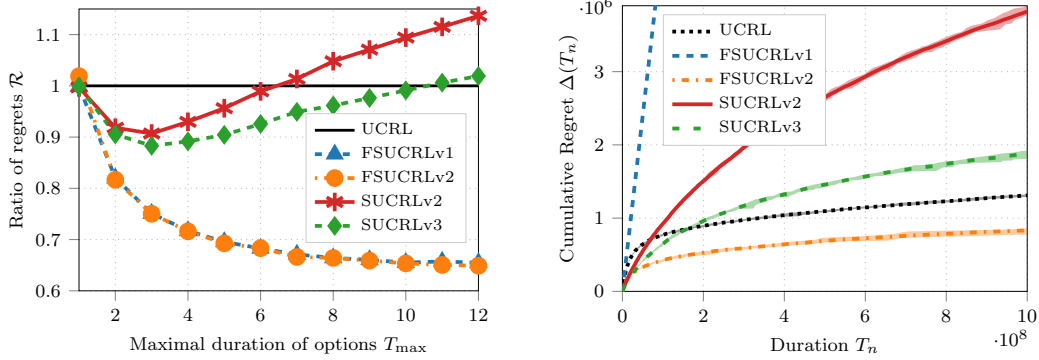 1.1
1
0.9
0.8
0.7
0.6
Ratio of regrets R
UCRL
FSUCRLv1
FSUCRLv2
SUCRLv2
SUCRLv3
2 4 6 8 10 12
Maximal duration of options T_max
·10^6
3
2
1
0
Cumulative Regret Δ(T_n)
UCRL
FSUCRLv1
FSUCRLv2
SUCRLv2
SUCRLv3
0 2 4 6 8 10
·10^8
Duration T_n